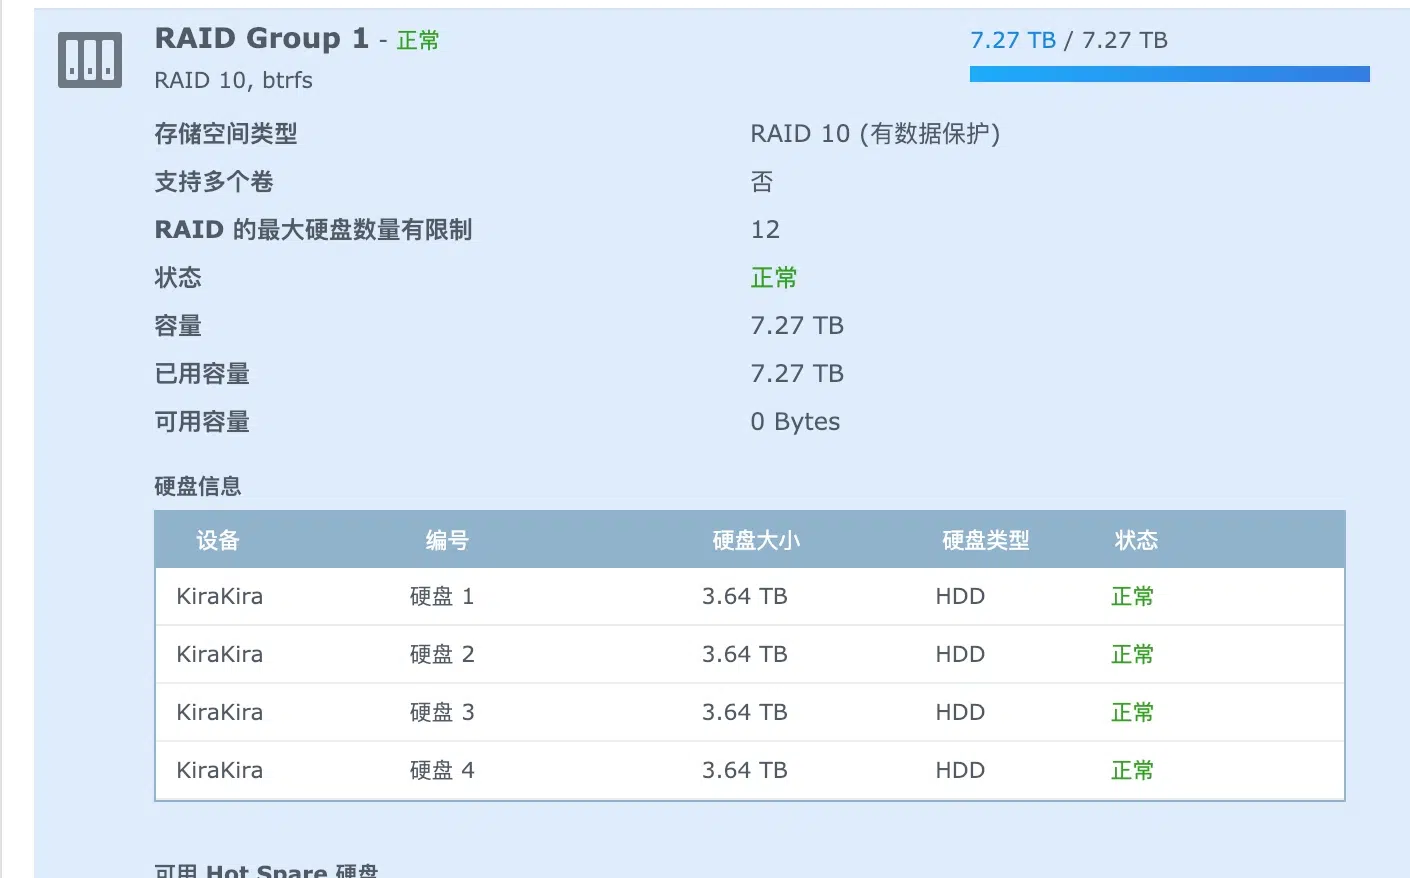 RAID Group 1 - 正常
7.27 TB / 7.27 TB
RAID 10, btrfs
存储空间类型 RAID 10 (有数据保护)
支持多个卷 否
RAID 的最大硬盘数量有限制 12
状态 正常
容量 7.27 TB
已用容量 7.27 TB
可用容量 0 Bytes
硬盘信息
设备 编号 硬盘大小 硬盘类型 状态
KiraKira 硬盘 1 3.64 TB HDD 正常
KiraKira 硬盘 2 3.64 TB HDD 正常
KiraKira 硬盘 3 3.64 TB HDD 正常
KiraKira 硬盘 4 3.64 TB HDD 正常
可用 Hot Spare 硬盘